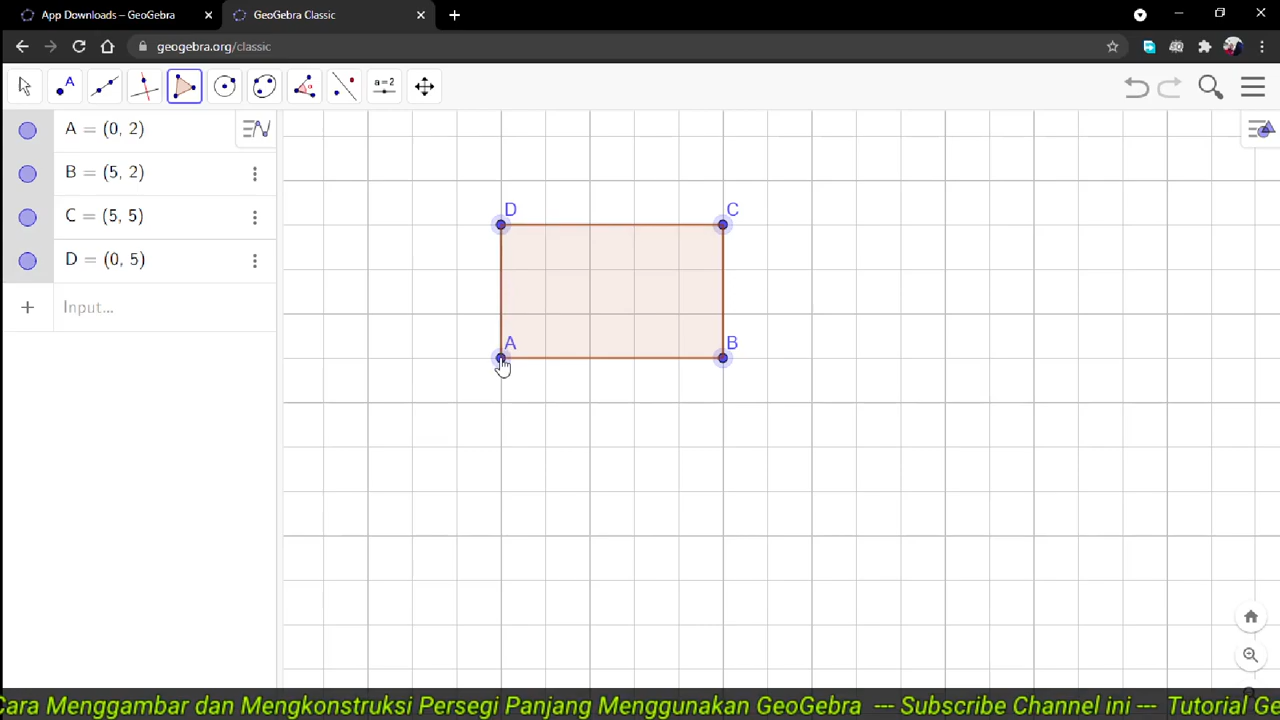 App Downloads – GeoGebra
GeoGebra Classic
geogebra.org/classic
A
a=2
A = (0, 2)
B = (5, 2)
C = (5, 5)
D = (0, 5)
Input...
D
C
A
B
Cara Menggambar dan Mengkonstruksi Persegi Panjang Menggunakan GeoGebra --- Subscribe Channel ini --- Tutorial Ge